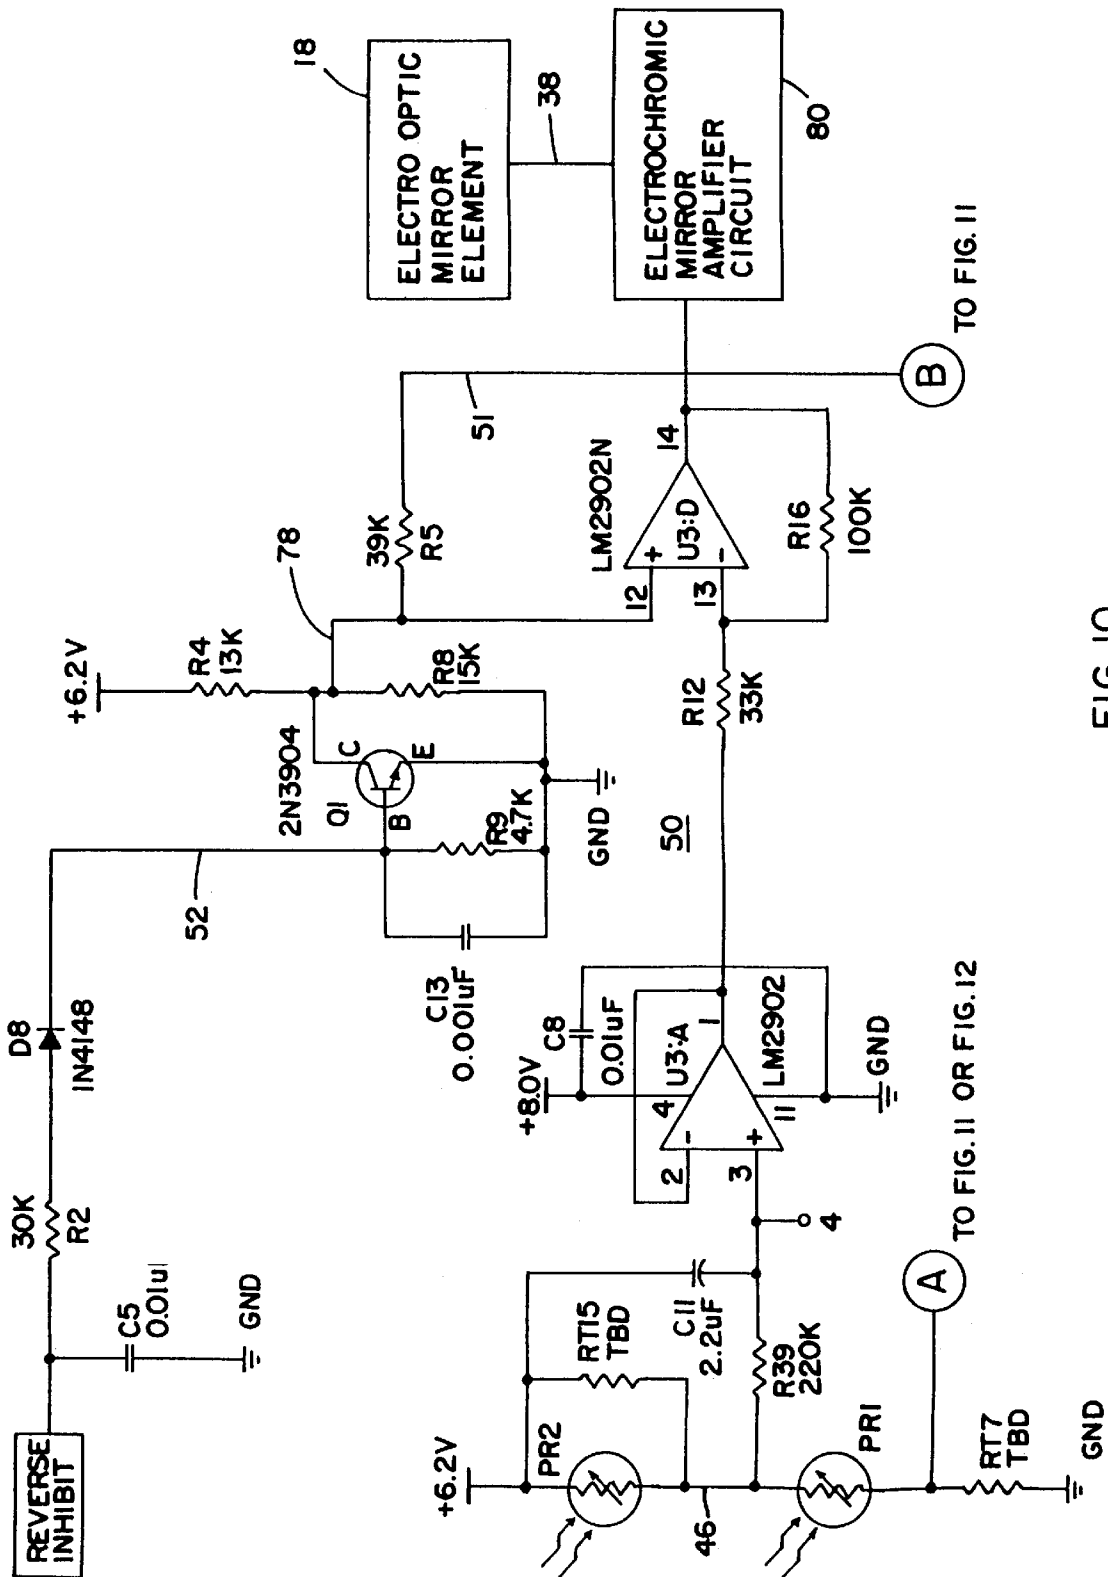 REVERSE
INHIBIT
C5
0.01u
GND
30K
R2
D8
1N4148
52
C13
0.001uF
2N3904
Q1
B
C
E
R9
4.7K
GND
+6.2V
R4
13K
R8
15K
78
39K
R5
51
18
ELECTRO OPTIC
MIRROR
ELEMENT
38
ELECTROCHROMIC
MIRROR
AMPLIFIER
CIRCUIT
80
LM2902N
12
+
U3:D
-
13
14
R16
100K
B
TO FIG. 11
R12
33K
50
+8.0V
C8
0.01uF
4
U3:A
1
2
-
3
+
11
LM2902
GND
4
+6.2V
PR2
RT15
TBD
C11
2.2uF
R39
220K
46
PR1
A
TO FIG. 11 OR FIG. 12
RT7
TBD
GND
FIG. 10